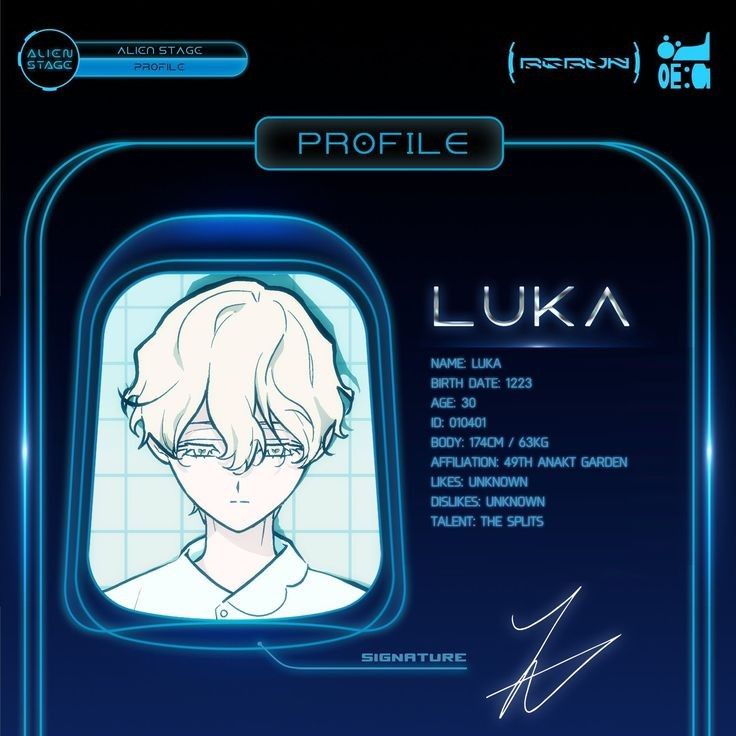 ALIEN
STAGE
ALIEN STAGE
PROFILE
RERUN
PROFILE
LUKA
NAME: LUKA
BIRTH DATE: 1223
AGE: 30
ID: 010401
BODY: 174CM / 63KG
AFFILIATION: 49TH ANAKT GARDEN
LIKES: UNKNOWN
DISLIKES: UNKNOWN
TALENT: THE SPLITS
SIGNATURE